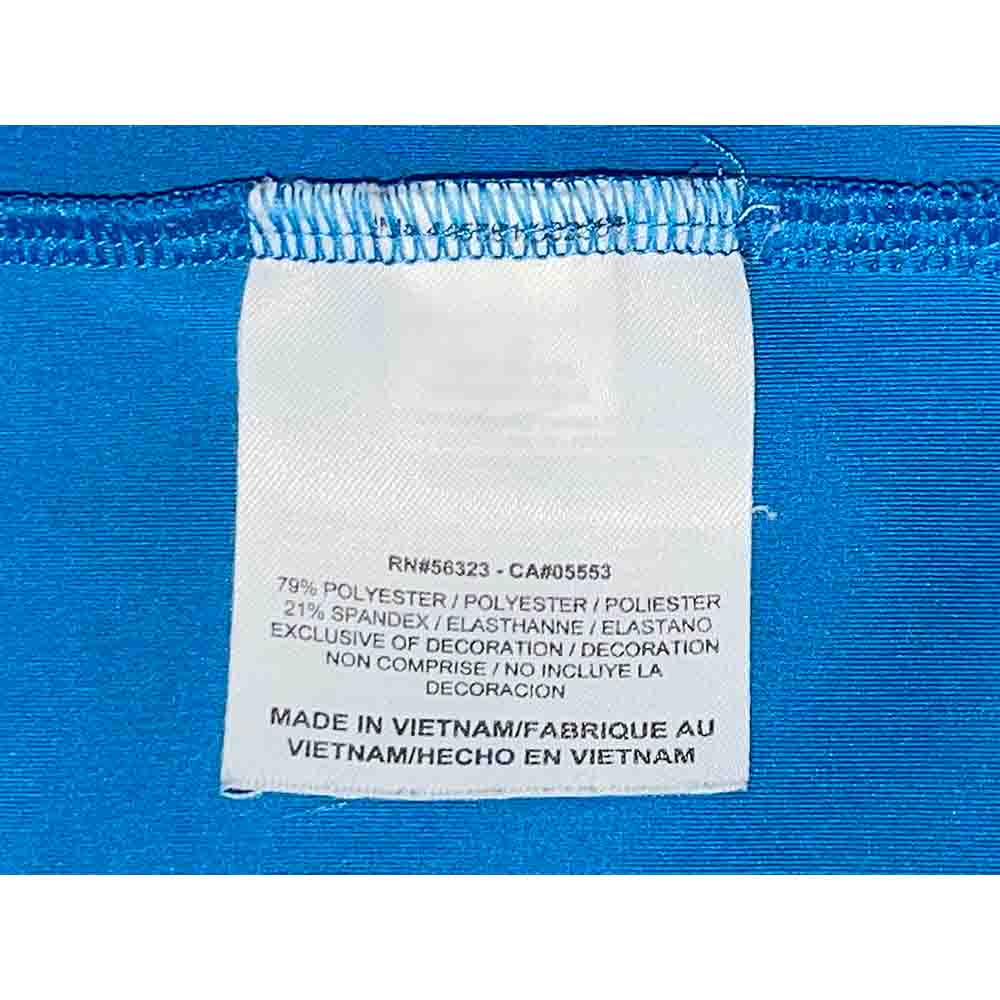 RN#56323 - CA#05553
79% POLYESTER / POLYESTER / POLIESTER
21% SPANDEX / ELASTHANNE / ELASTANO
EXCLUSIVE OF DECORATION / DECORATION
NON COMPRISE / NO INCLUYE LA
DECORACION
MADE IN VIETNAM/FABRIQUE AU
VIETNAM/HECHO EN VIETNAM